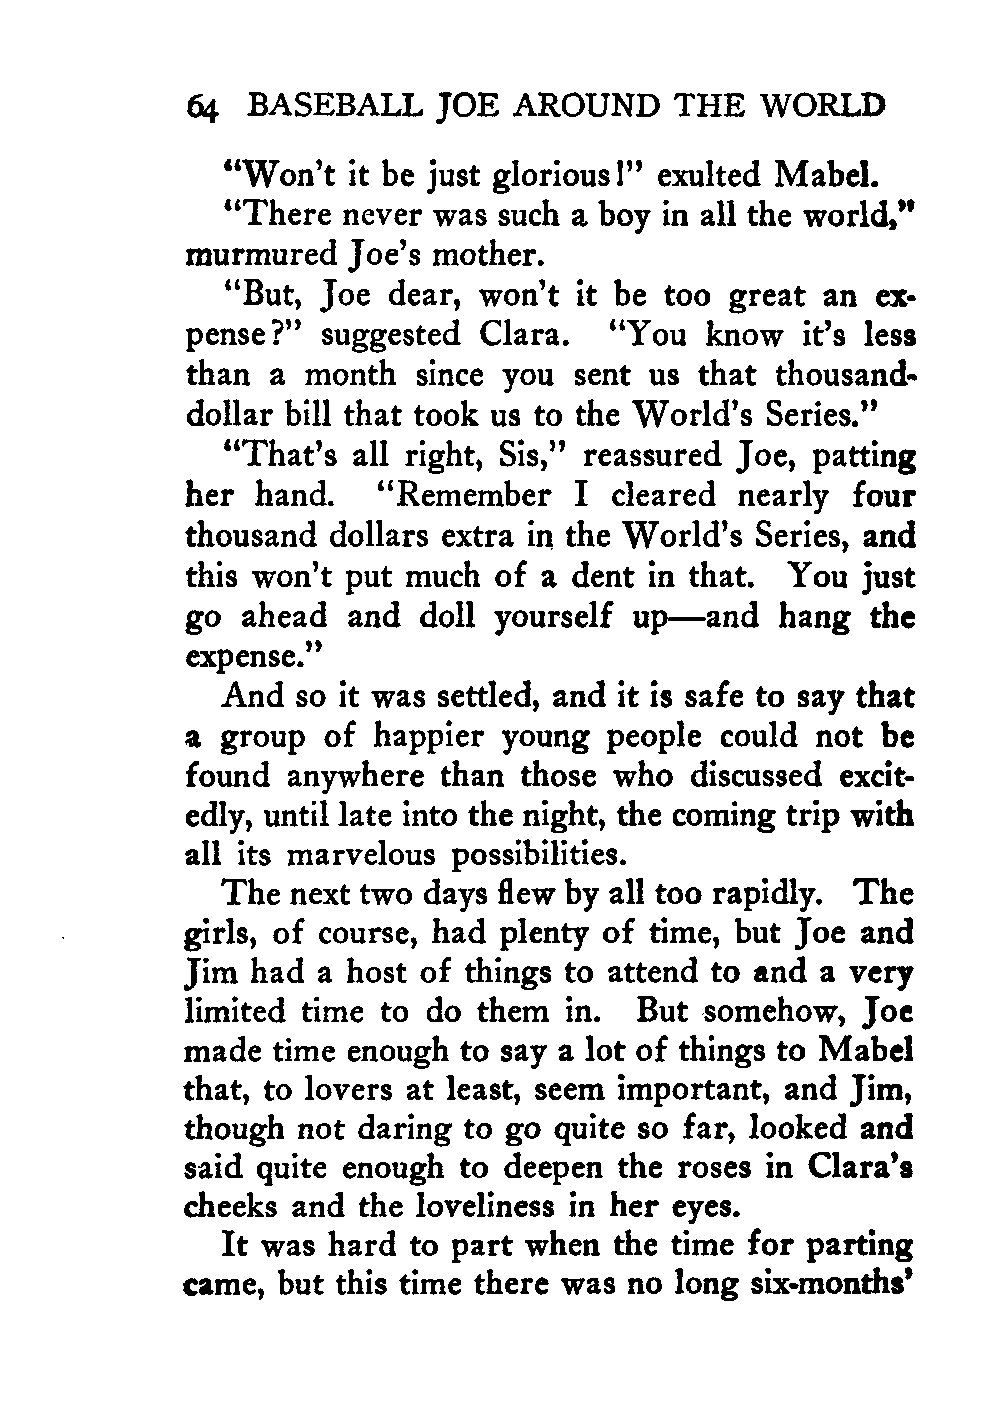 64 BASEBALL JOE AROUND THE WORLD
“Won’t it be just glorious!” exulted Mabel.
“There never was such a boy in all the world,”
murmured Joe’s mother.
“But, Joe dear, won’t it be too great an ex-
pense?” suggested Clara. “You know it’s less
than a month since you sent us that thousand-
dollar bill that took us to the World’s Series.”
“That’s all right, Sis,” reassured Joe, patting
her hand. “Remember I cleared nearly four
thousand dollars extra in the World’s Series, and
this won’t put much of a dent in that. You just
go ahead and doll yourself up—and hang the
expense.”
And so it was settled, and it is safe to say that
a group of happier young people could not be
found anywhere than those who discussed excit-
edly, until late into the night, the coming trip with
all its marvelous possibilities.
The next two days flew by all too rapidly. The
girls, of course, had plenty of time, but Joe and
Jim had a host of things to attend to and a very
limited time to do them in. But somehow, Joe
made time enough to say a lot of things to Mabel
that, to lovers at least, seem important, and Jim,
though not daring to go quite so far, looked and
said quite enough to deepen the roses in Clara’s
cheeks and the loveliness in her eyes.
It was hard to part when the time for parting
came, but this time there was no long six-months’